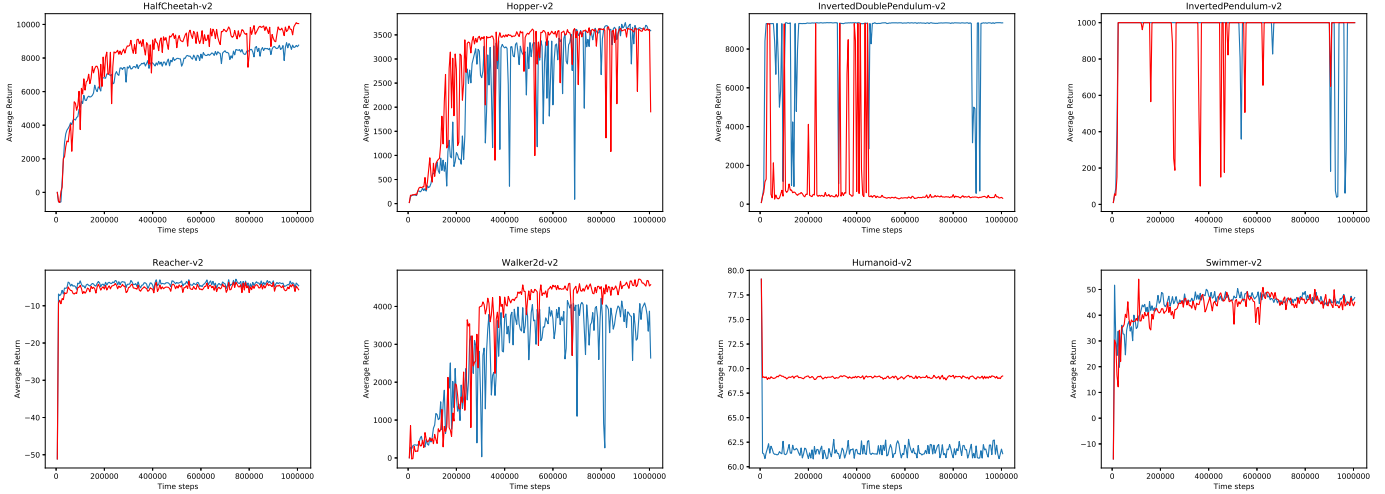 HalfCheetah-v2
Average Return
10000
8000
6000
4000
2000
0
0 200000 400000 600000 800000 1000000
Time steps
Hopper-v2
Average Return
3500
3000
2500
2000
1500
1000
500
0
0 200000 400000 600000 800000 1000000
Time steps
InvertedDoublePendulum-v2
Average Return
8000
6000
4000
2000
0
0 200000 400000 600000 800000 1000000
Time steps
InvertedPendulum-v2
Average Return
1000
800
600
400
200
0
0 200000 400000 600000 800000 1000000
Time steps
Reacher-v2
Average Return
−10
−20
−30
−40
−50
0 200000 400000 600000 800000 1000000
Time steps
Walker2d-v2
Average Return
4000
3000
2000
1000
0
0 200000 400000 600000 800000 1000000
Time steps
Humanoid-v2
Average Return
80.0
77.5
75.0
72.5
70.0
67.5
65.0
62.5
60.0
0 200000 400000 600000 800000 1000000
Time steps
Swimmer-v2
Average Return
50
40
30
20
10
0
−10
0 200000 400000 600000 800000 1000000
Time steps